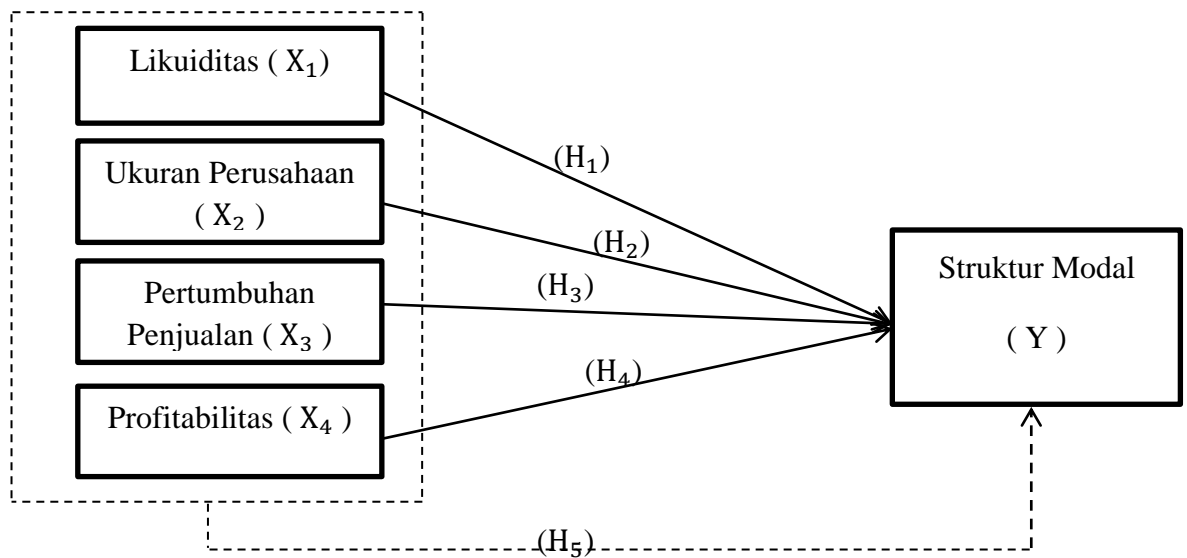 Likuiditas ( X₁)
Ukuran Perusahaan
( X₂ )
Pertumbuhan
Penjualan ( X₃ )
Profitabilitas ( X₄ )
(H₁)
(H₂)
(H₃)
(H₄)
Struktur Modal
( Y )
(H₅)